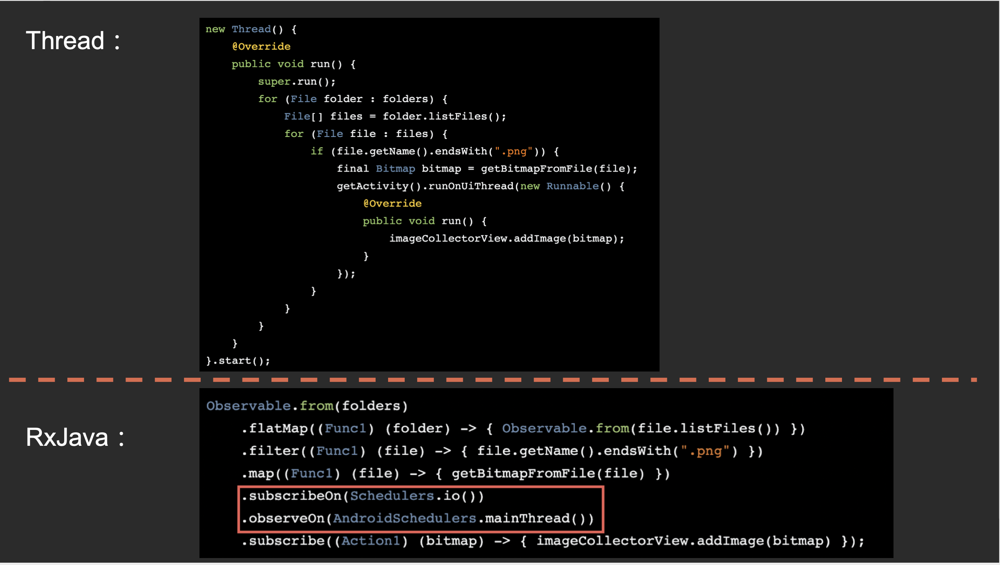 Thread：
new Thread() {
    @Override
    public void run() {
        super.run();
        for (File folder : folders) {
            File[] files = folder.listFiles();
            for (File file : files) {
                if (file.getName().endsWith(".png")) {
                    final Bitmap bitmap = getBitmapFromFile(file);
                    getActivity().runOnUiThread(new Runnable() {
                        @Override
                        public void run() {
                            imageCollectorView.addImage(bitmap);
                        }
                    });
                }
            }
        }
    }
}.start();
RxJava：
Observable.from(folders)
    .flatMap((Func1) (folder) -> { Observable.from(file.listFiles()) })
    .filter((Func1) (file) -> { file.getName().endsWith(".png") })
    .map((Func1) (file) -> { getBitmapFromFile(file) })
    .subscribeOn(Schedulers.io())
    .observeOn(AndroidSchedulers.mainThread())
    .subscribe((Action1) (bitmap) -> { imageCollectorView.addImage(bitmap) });